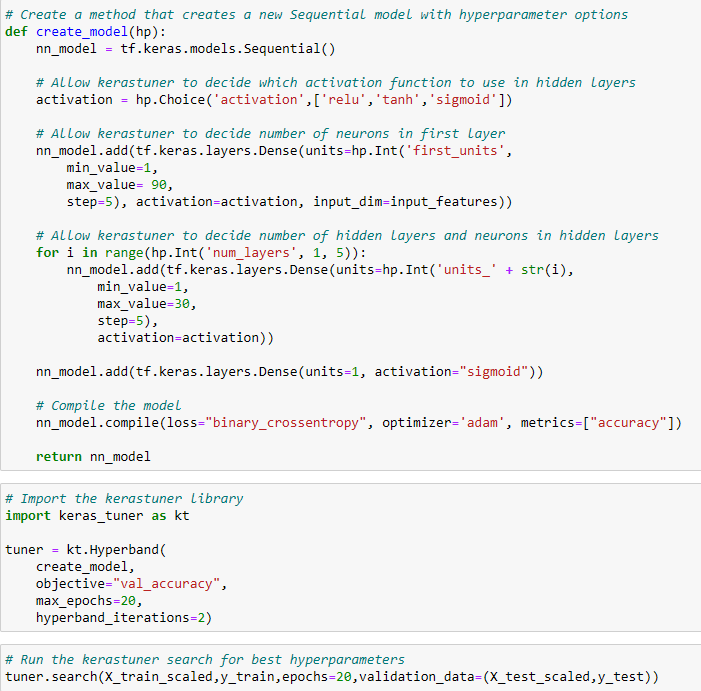 # Create a method that creates a new Sequential model with hyperparameter options
def create_model(hp):
    nn_model = tf.keras.models.Sequential()

    # Allow kerastuner to decide which activation function to use in hidden layers
    activation = hp.Choice('activation',['relu','tanh','sigmoid'])

    # Allow kerastuner to decide number of neurons in first layer
    nn_model.add(tf.keras.layers.Dense(units=hp.Int('first_units',
        min_value=1,
        max_value= 90,
        step=5), activation=activation, input_dim=input_features))

    # Allow kerastuner to decide number of hidden layers and neurons in hidden layers
    for i in range(hp.Int('num_layers', 1, 5)):
        nn_model.add(tf.keras.layers.Dense(units=hp.Int('units_' + str(i),
            min_value=1,
            max_value=30,
            step=5),
            activation=activation))

    nn_model.add(tf.keras.layers.Dense(units=1, activation="sigmoid"))

    # Compile the model
    nn_model.compile(loss="binary_crossentropy", optimizer='adam', metrics=["accuracy"])

    return nn_model

# Import the kerastuner library
import keras_tuner as kt

tuner = kt.Hyperband(
    create_model,
    objective="val_accuracy",
    max_epochs=20,
    hyperband_iterations=2)

# Run the kerastuner search for best hyperparameters
tuner.search(X_train_scaled,y_train,epochs=20,validation_data=(X_test_scaled,y_test))